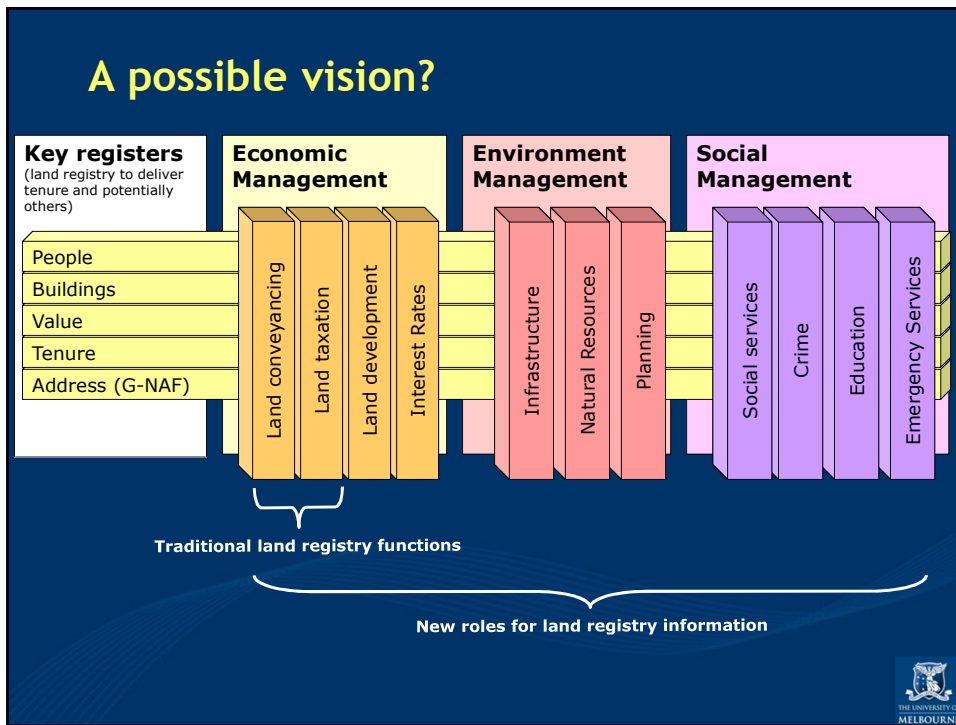 A possible vision?
Key registers
(land registry to deliver
tenure and potentially
others)
People
Buildings
Value
Tenure
Address (G-NAF)
Economic
Management
Land conveyancing
Land taxation
Land development
Interest Rates
Environment
Management
Infrastructure
Natural Resources
Planning
Social
Management
Social services
Crime
Education
Emergency Services
Traditional land registry functions
New roles for land registry information
THE UNIVERSITY O
MELBOURN